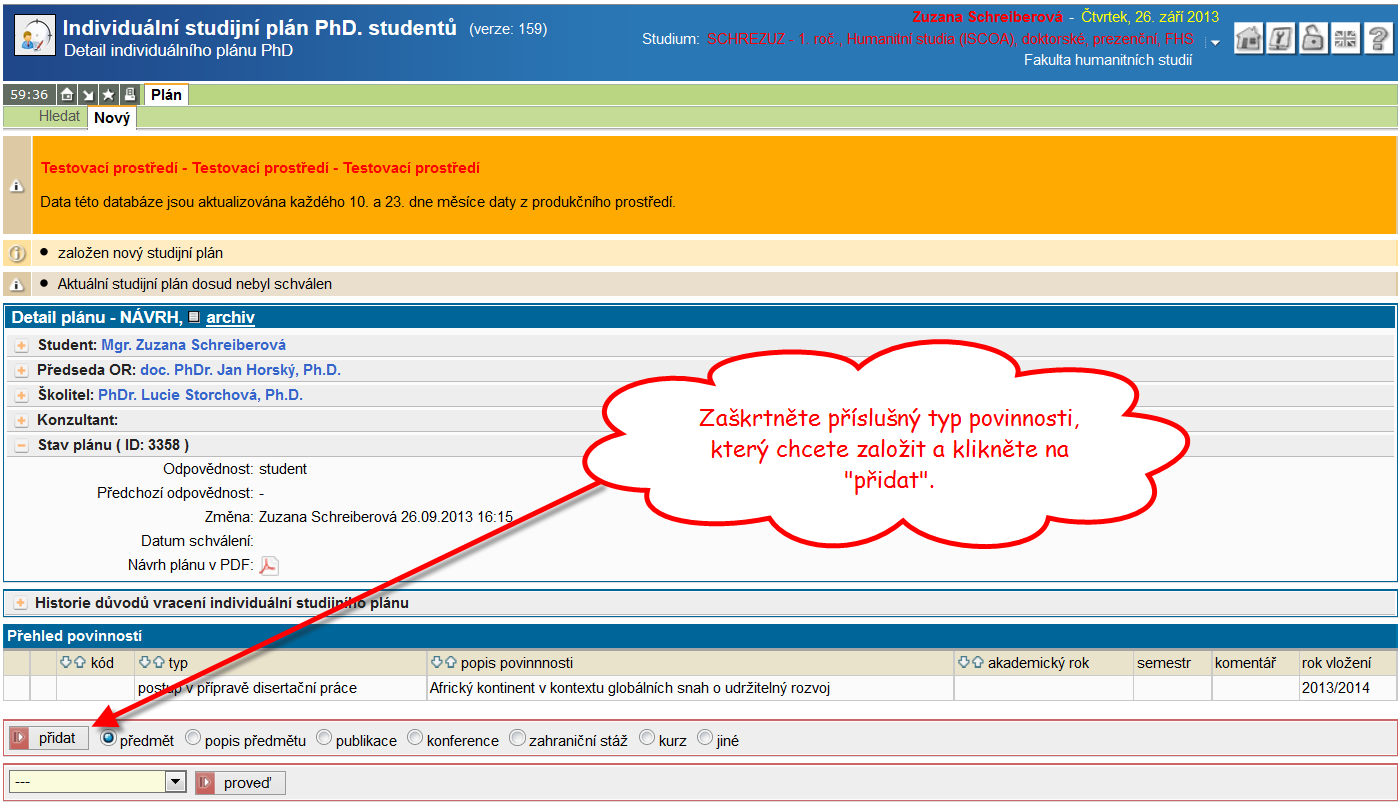 Individuální studijní plán PhD. studentů (verze: 159)
Detail individuálního plánu PhD
Zuzana Schreiberová - Čtvrtek, 26. září 2013
Studium: SCHREZUZ - 1. roč., Humanitní studia (ISCOA), doktorské, prezenční, FHS
Fakulta humanitních studií
59:36 Plán
Hledat Nový
Testovací prostředí - Testovací prostředí - Testovací prostředí
Data této databáze jsou aktualizována každého 10. a 23. dne měsíce daty z produkčního prostředí.
založen nový studijní plán
Aktuální studijní plán dosud nebyl schválen
Detail plánu - NÁVRH, archiv
Student: Mgr. Zuzana Schreiberová
Předseda OR: doc. PhDr. Jan Horský, Ph.D.
Školitel: PhDr. Lucie Storchová, Ph.D.
Konzultant:
Stav plánu ( ID: 3358 )
Odpovědnost: student
Předchozí odpovědnost: -
Změna: Zuzana Schreiberová 26.09.2013 16:15
Datum schválení:
Návrh plánu v PDF:
Zaškrtněte příslušný typ povinnosti,
který chcete založit a klikněte na
"přidat".
Historie důvodů vracení individuální studijního plánu
Přehled povinností
kód typ popis povinnnosti akademický rok semestr komentář rok vložení
postup v přípravě disertační práce Africký kontinent v kontextu globálních snah o udržitelný rozvoj 2013/2014
přidat předmět popis předmětu publikace konference zahraniční stáž kurz jiné
--- proveď